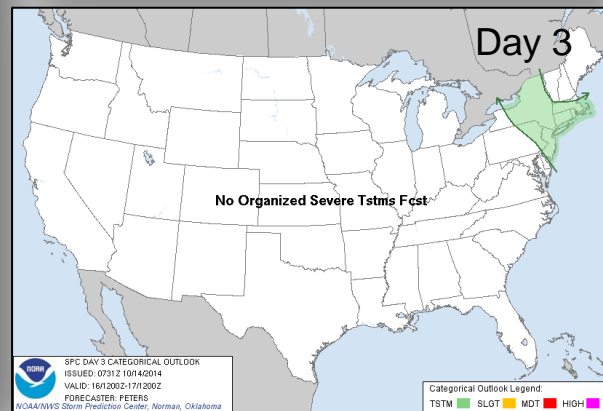 Day 3
No Organized Severe Tstms Fcst
NOAA
SPC DAY 3 CATEGORICAL OUTLOOK
ISSUED: 0731Z 10/14/2014
VALID: 16/1200Z-17/1200Z
FORECASTER: PETERS
NOAA/NWS Storm Prediction Center, Norman, Oklahoma
Categorical Outlook Legend:
TSTM SLGT MDT HIGH